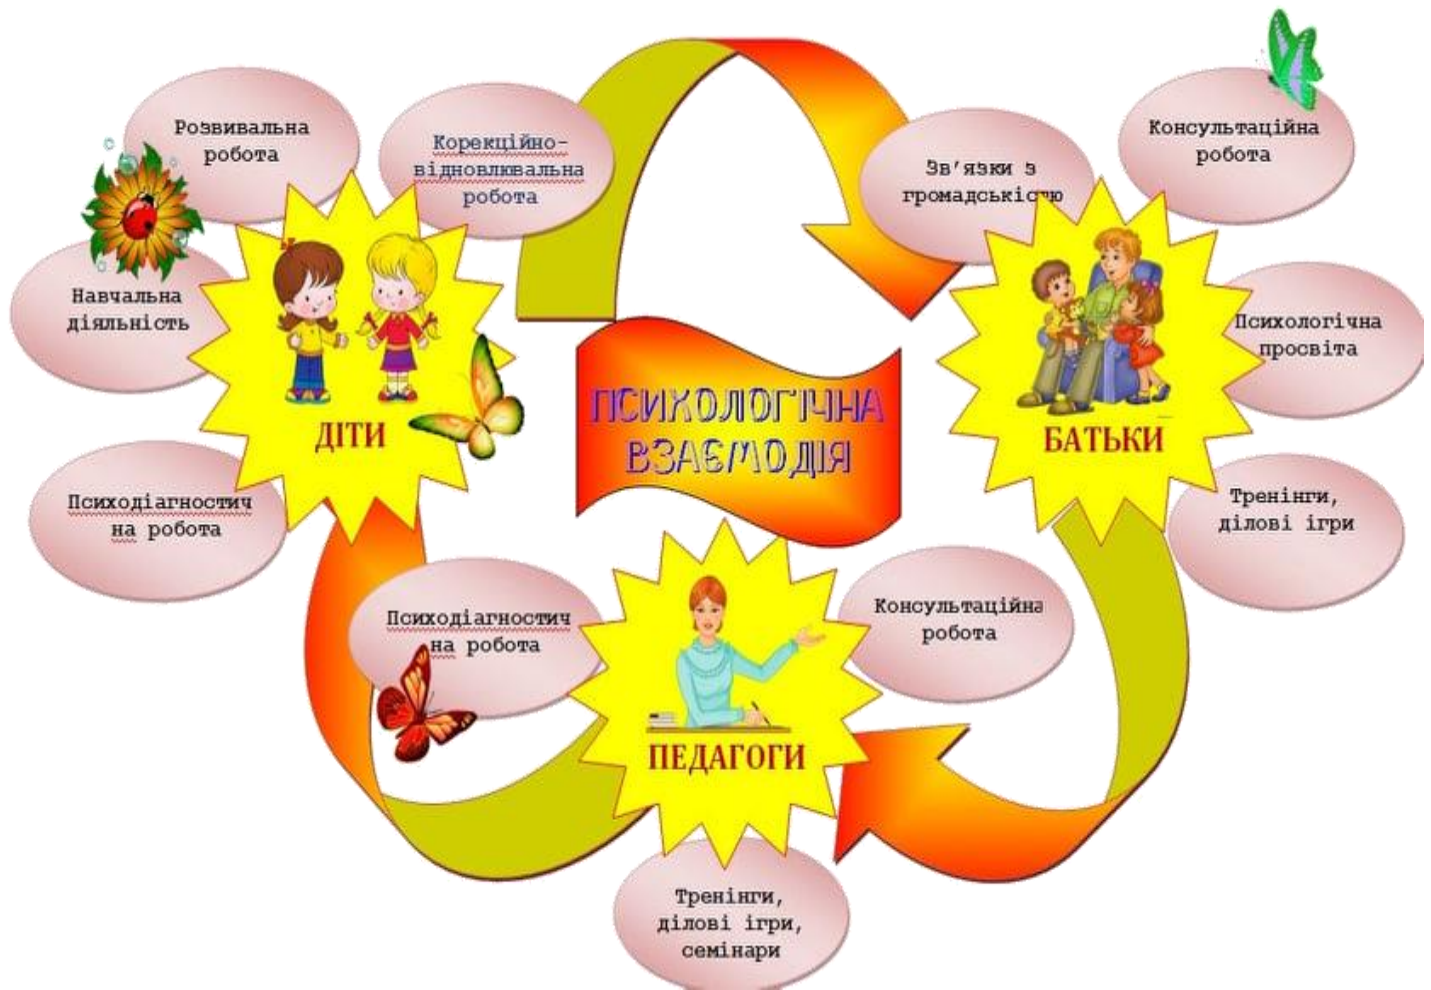 Розвивальна
робота
Корекційно-
відновлювальна
робота
Навчальна
діяльність
Психодіагностич
на робота
ДІТИ
Зв’язки з
громадськістю
Консультаційна
робота
Психологічна
просвіта
Тренінги,
ділові ігри
БАТЬКИ
ПСИХОЛОГІЧНА
ВЗАЄМОДІЯ
Психодіагностич
на робота
Консультаційна
робота
ПЕДАГОГИ
Тренінги,
ділові ігри,
семінари